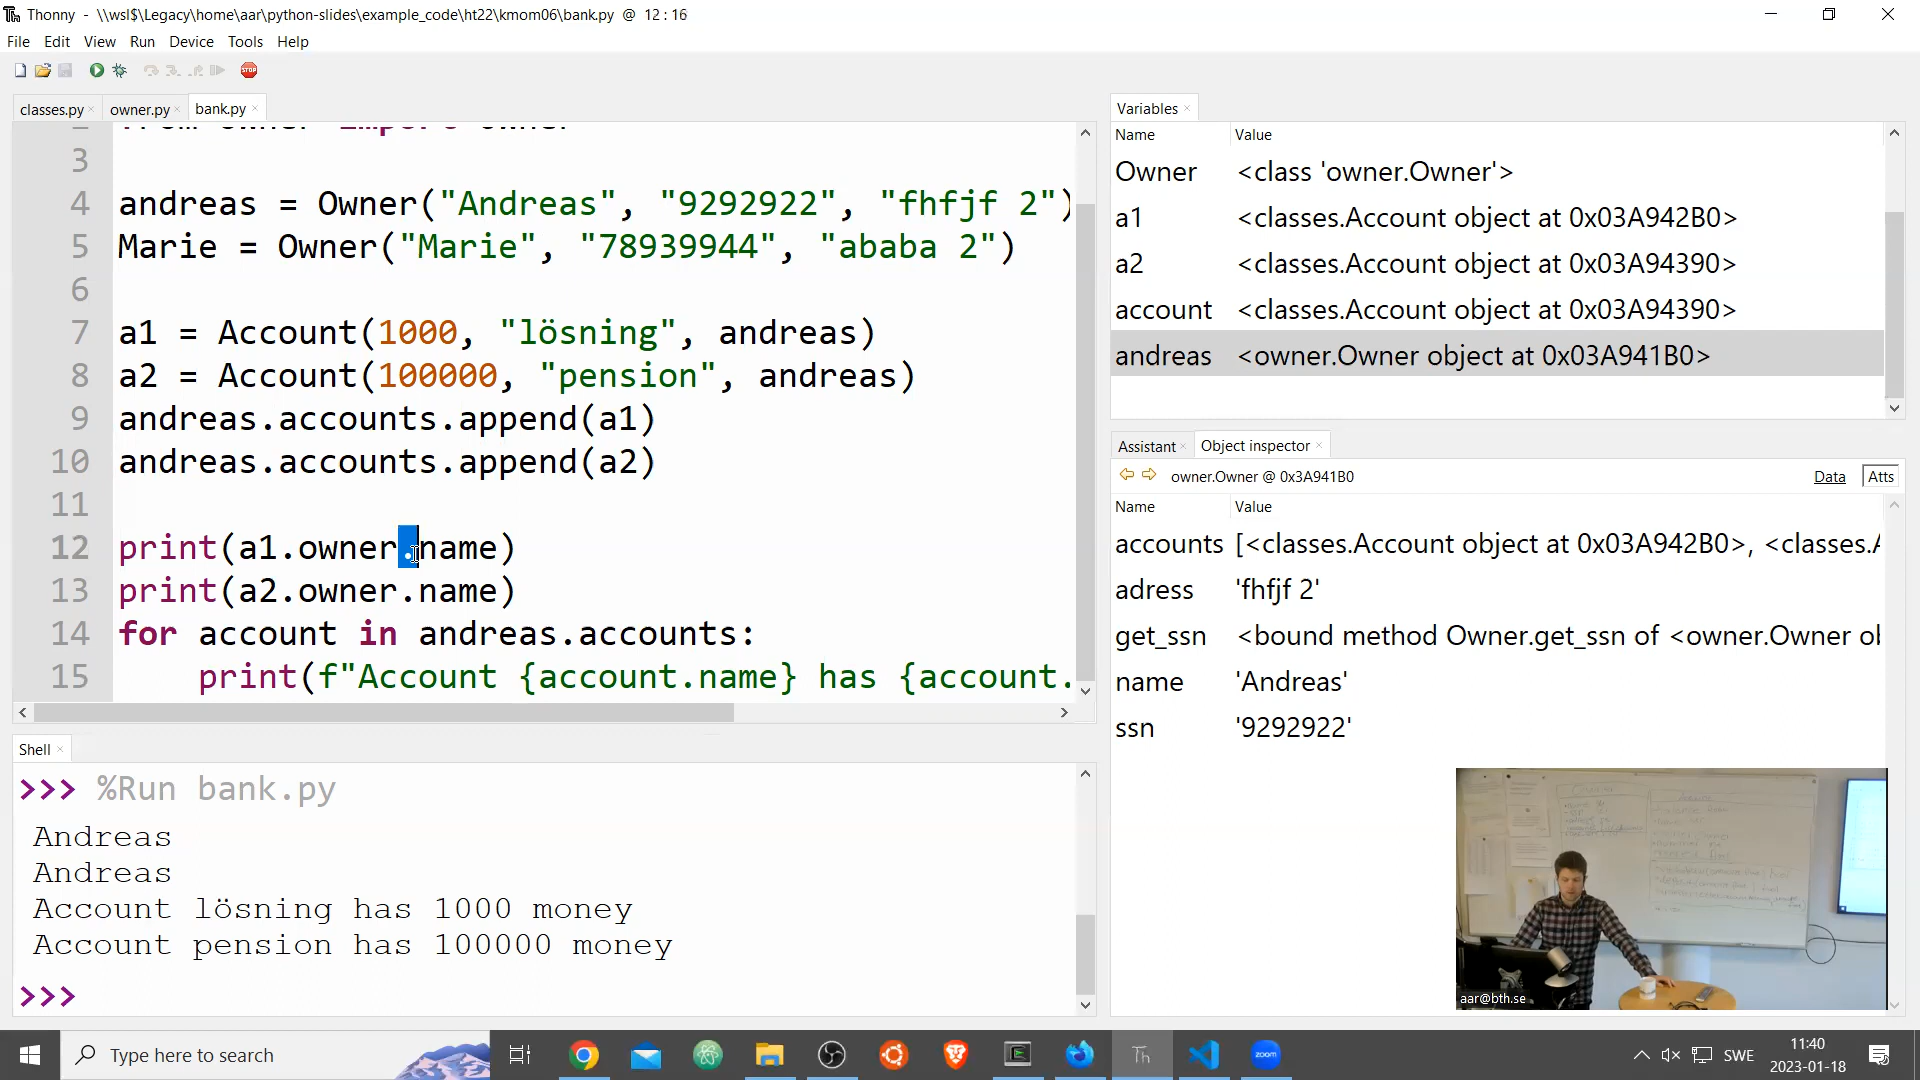 Thonny - \\wsl$\Legacy\home\aar\python-slides\example_code\ht22\kmom06\bank.py @ 12 : 16
File Edit View Run Device Tools Help
STOP
classes.py × owner.py × bank.py ×
3
4 andreas = Owner("Andreas", "9292922", "fhfjf 2")
5 Marie = Owner("Marie", "78939944", "ababa 2")
6
7 a1 = Account(1000, "lösning", andreas)
8 a2 = Account(100000, "pension", andreas)
9 andreas.accounts.append(a1)
10 andreas.accounts.append(a2)
11
12 print(a1.owner.name)
13 print(a2.owner.name)
14 for account in andreas.accounts:
15 print(f"Account {account.name} has {account.
Shell ×
>>> %Run bank.py
Andreas
Andreas
Account lösning has 1000 money
Account pension has 100000 money
>>>
Variables ×
Name Value
Owner <class 'owner.Owner'>
a1 <classes.Account object at 0x03A942B0>
a2 <classes.Account object at 0x03A94390>
account <classes.Account object at 0x03A94390>
andreas <owner.Owner object at 0x03A941B0>
Assistant × Object inspector ×
owner.Owner @ 0x3A941B0 Data Atts
Name Value
accounts [<classes.Account object at 0x03A942B0>, <classes.A
adress 'fhfjf 2'
get_ssn <bound method Owner.get_ssn of <owner.Owner ob
name 'Andreas'
ssn '9292922'
aar@bth.se
Type here to search
Th
zoom
SWE
11:40
2023-01-18